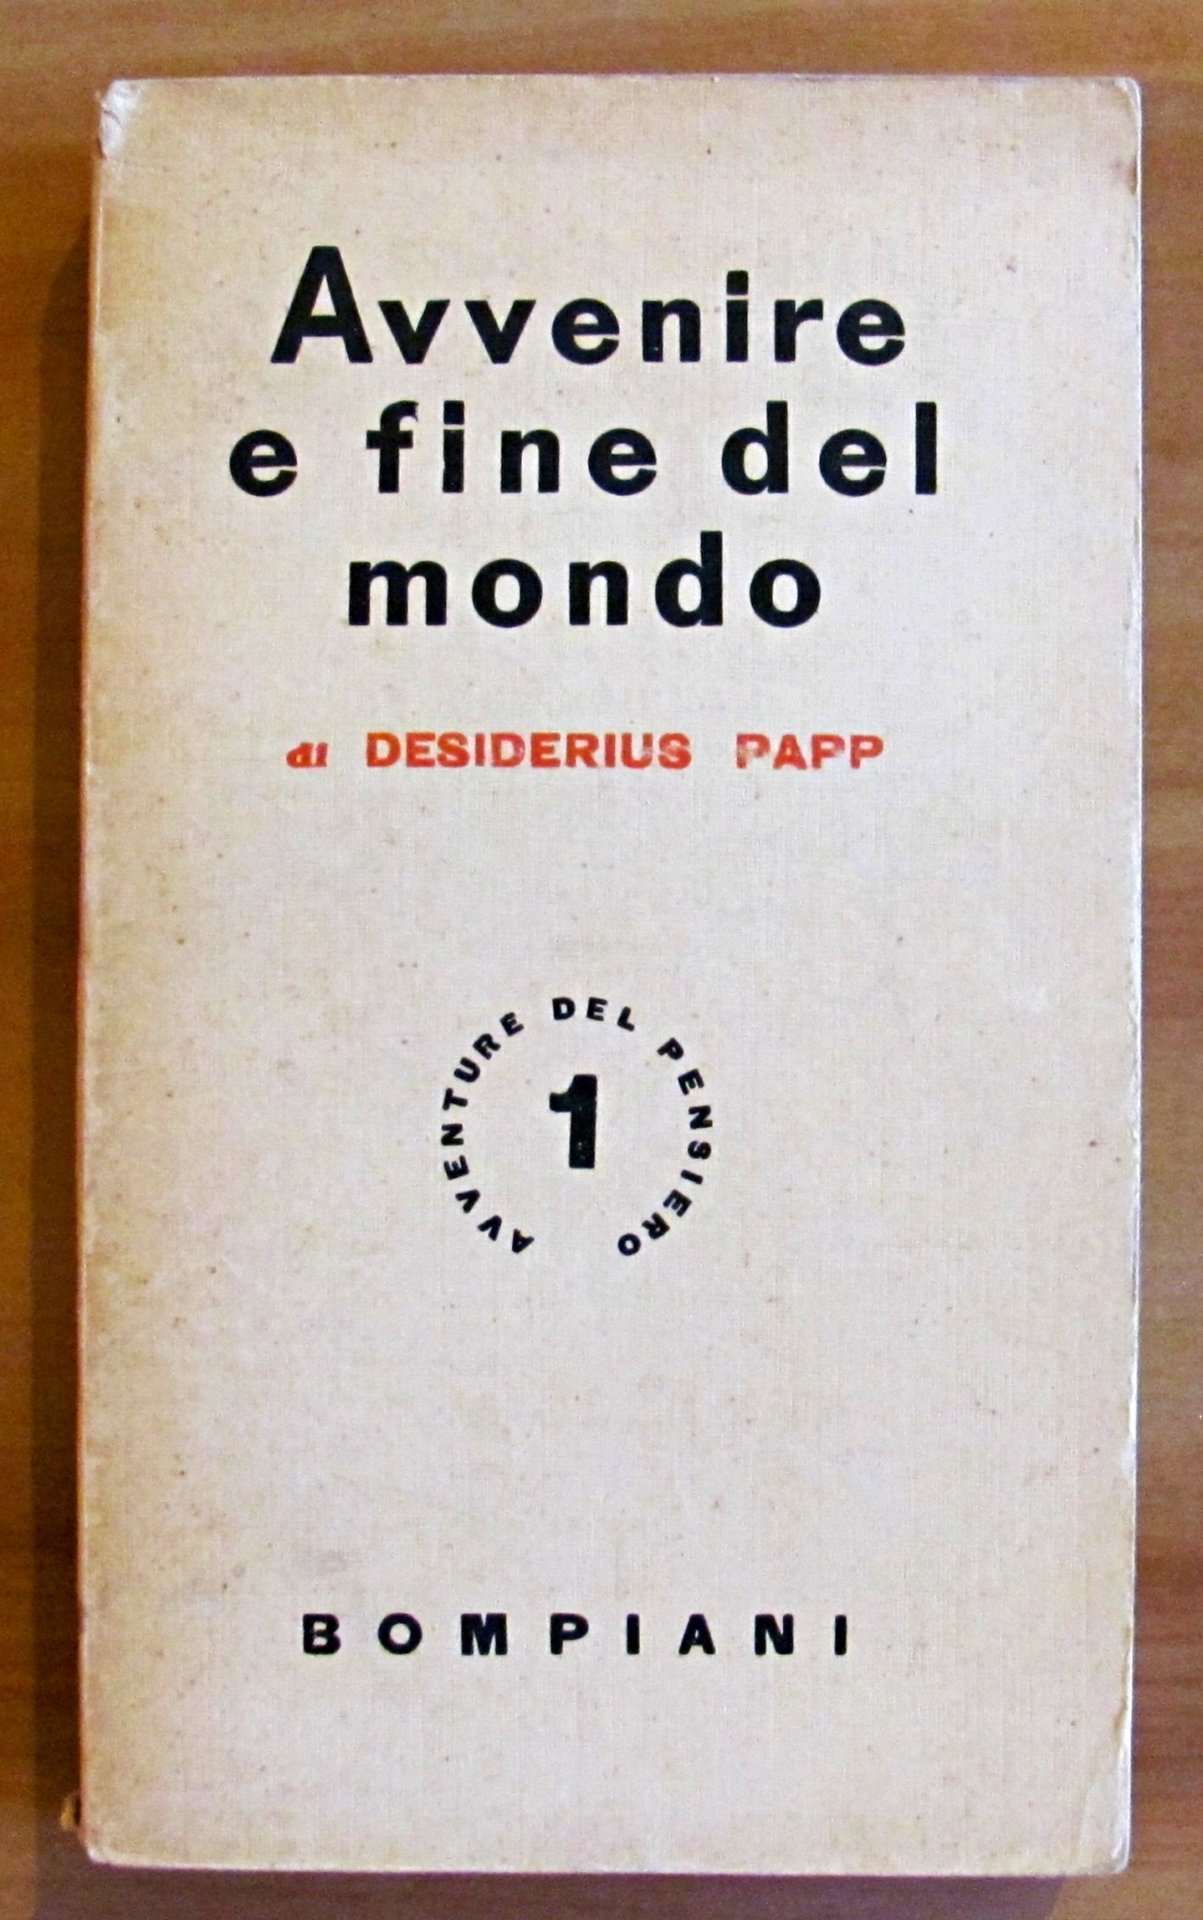 Avvenire
e fine del
mondo
di DESIDERIUS PAPP
AVVENTURE DEL PENSIERO
1
BOMPIANI